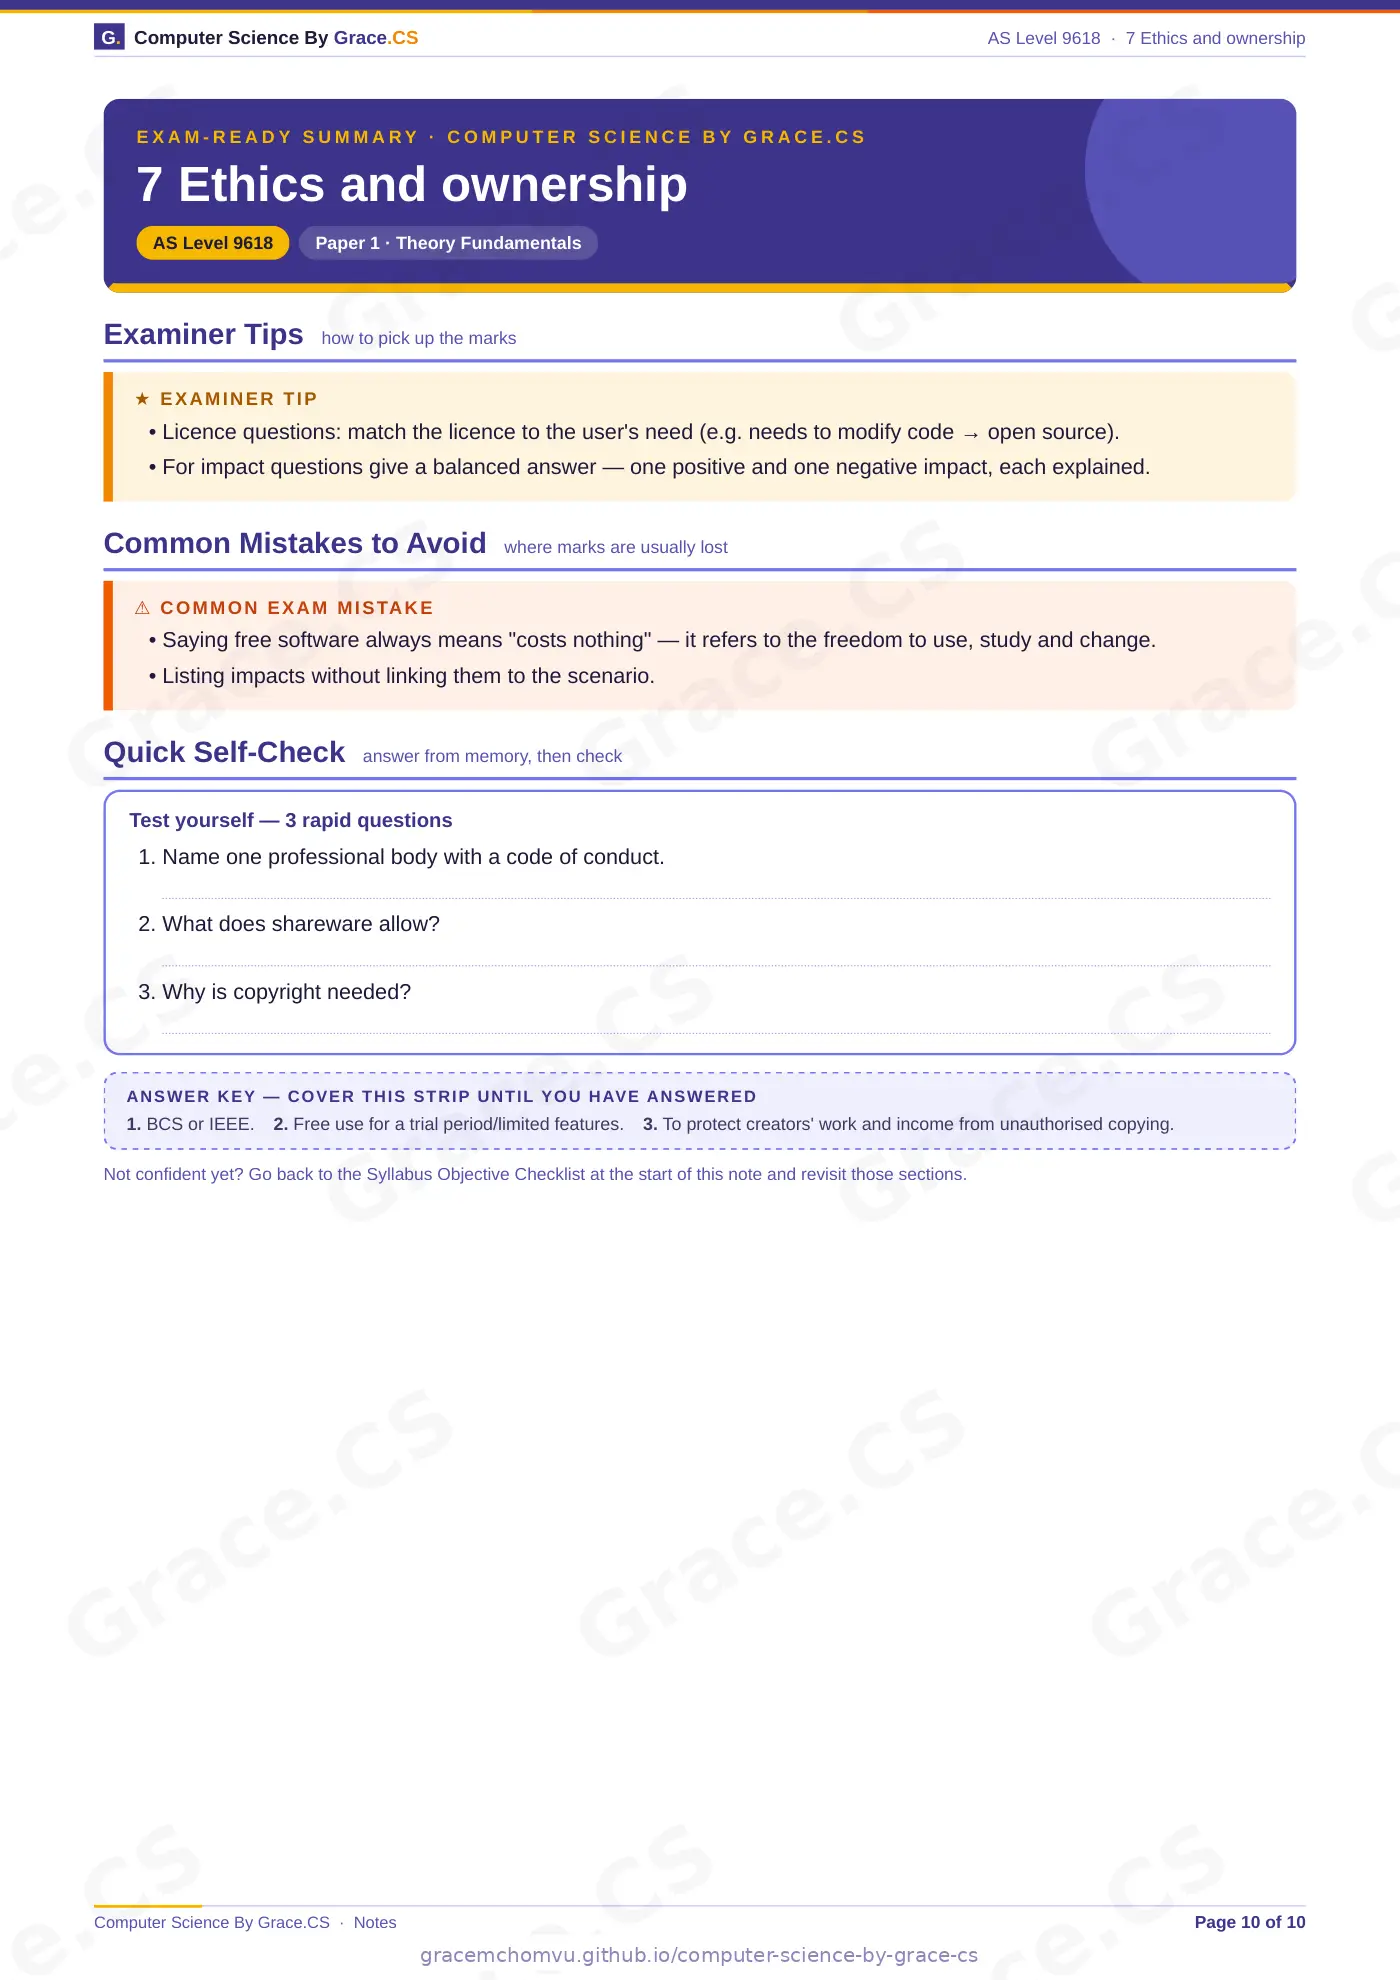 G. Computer Science By Grace.CS
AS Level 9618 · 7 Ethics and ownership
EXAM-READY SUMMARY · COMPUTER SCIENCE BY GRACE.CS
7 Ethics and ownership
AS Level 9618
Paper 1 · Theory Fundamentals
Examiner Tips how to pick up the marks
★ EXAMINER TIP
• Licence questions: match the licence to the user's need (e.g. needs to modify code → open source).
• For impact questions give a balanced answer — one positive and one negative impact, each explained.
Common Mistakes to Avoid where marks are usually lost
⚠ COMMON EXAM MISTAKE
• Saying free software always means "costs nothing" — it refers to the freedom to use, study and change.
• Listing impacts without linking them to the scenario.
Quick Self-Check answer from memory, then check
Test yourself — 3 rapid questions
1. Name one professional body with a code of conduct.
2. What does shareware allow?
3. Why is copyright needed?
ANSWER KEY — COVER THIS STRIP UNTIL YOU HAVE ANSWERED
1. BCS or IEEE. 2. Free use for a trial period/limited features. 3. To protect creators' work and income from unauthorised copying.
Not confident yet? Go back to the Syllabus Objective Checklist at the start of this note and revisit those sections.
Computer Science By Grace.CS · Notes
Page 10 of 10
gracemchomvu.github.io/computer-science-by-grace-cs